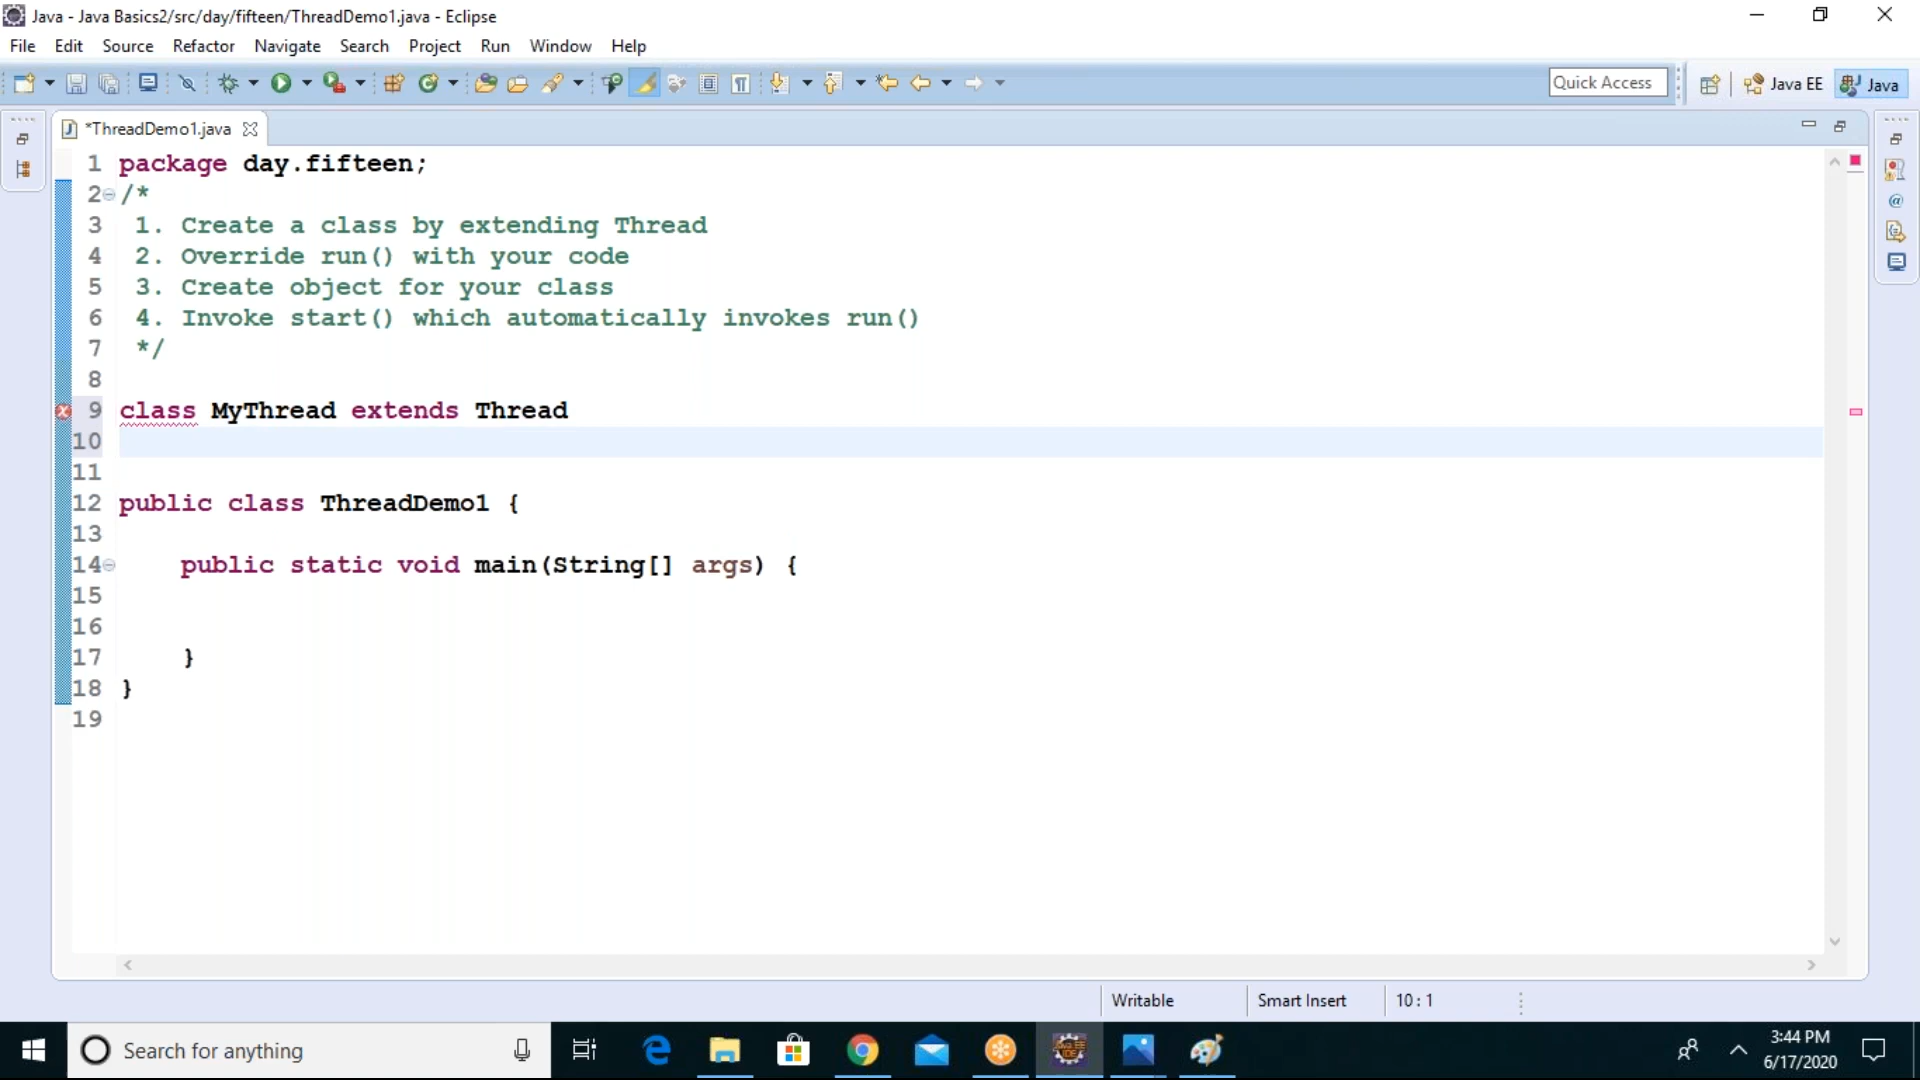 Java - Java Basics2/src/day/fifteen/ThreadDemo1.java - Eclipse
File Edit Source Refactor Navigate Search Project Run Window Help
Quick Access Java EE Java
*ThreadDemo1.java
1 package day.fifteen;
2 /*
3 1. Create a class by extending Thread
4 2. Override run() with your code
5 3. Create object for your class
6 4. Invoke start() which automatically invokes run()
7 */
8
9 class MyThread extends Thread
10
11
12 public class ThreadDemo1 {
13
14 public static void main(String[] args) {
15
16
17 }
18 }
19
Writable Smart Insert 10 : 1
Search for anything
3:44 PM
6/17/2020